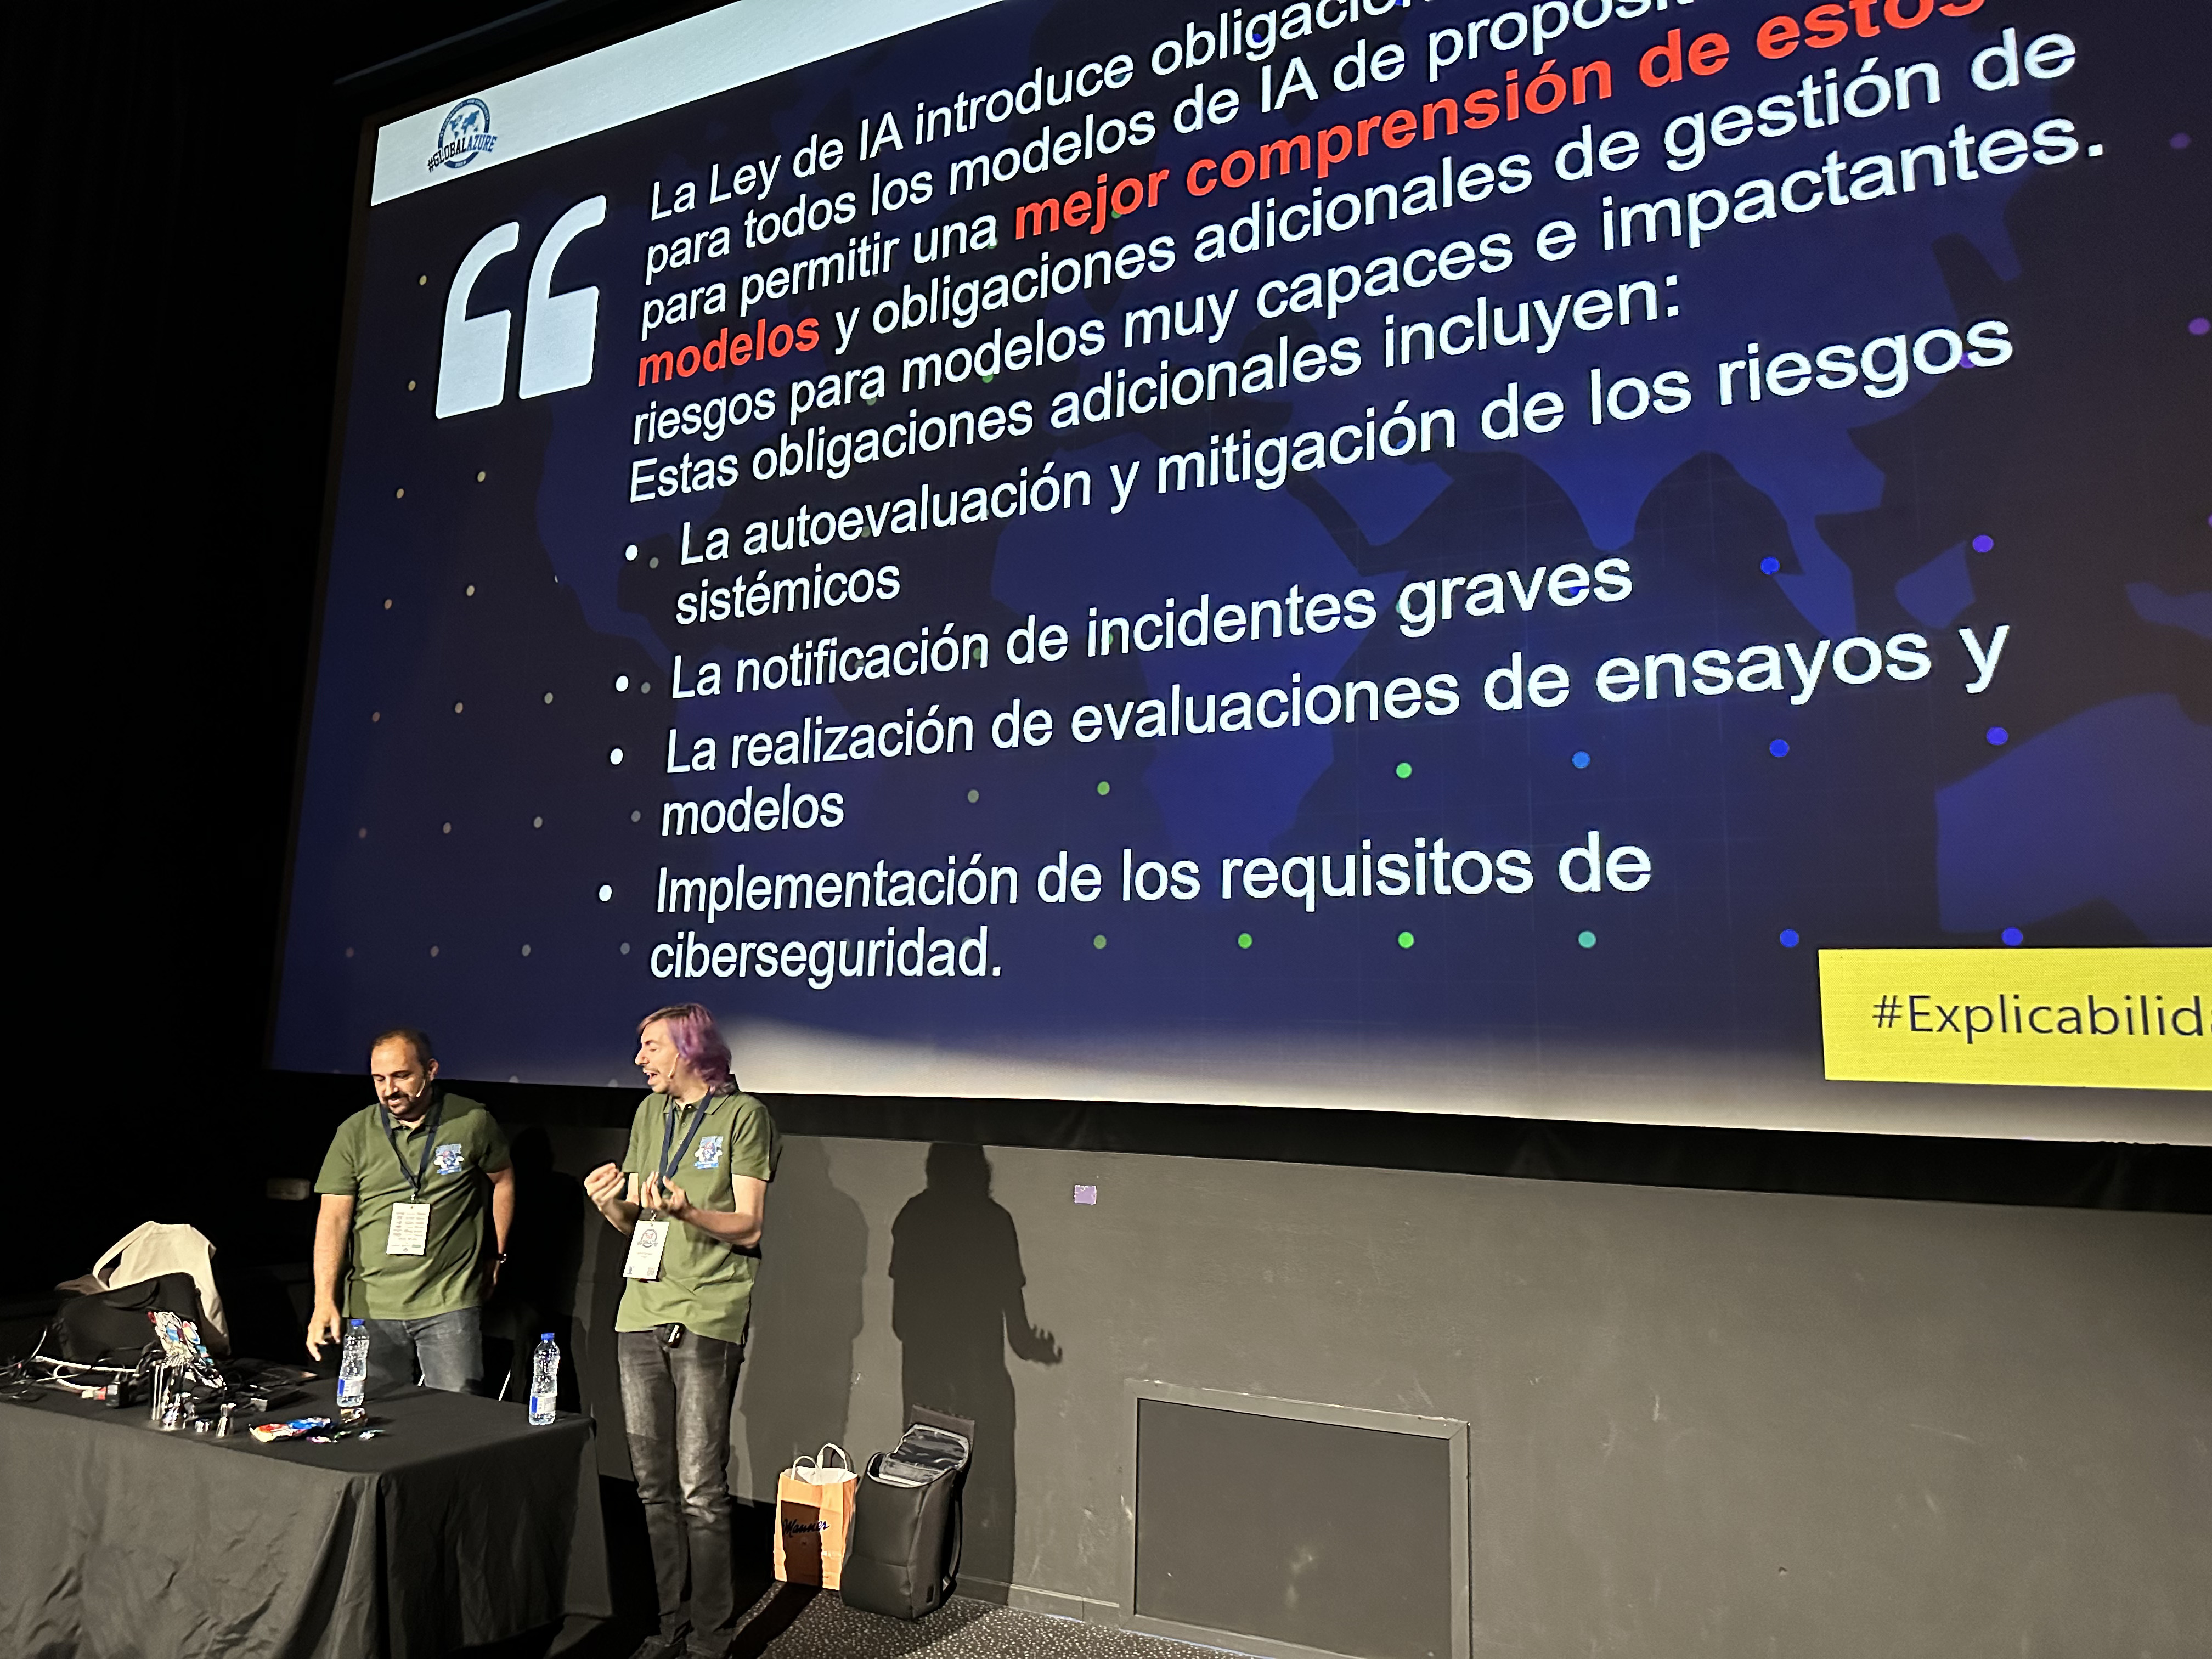 #GLOBALAZURE
La Ley de IA introduce
para todos los modelos de IA de
para permitir una mejor comprensión de estos
modelos y obligaciones adicionales de gestión de
riesgos para modelos muy capaces e impactantes.
Estas obligaciones adicionales incluyen:
• La autoevaluación y mitigación de los riesgos
sistémicos
• La notificación de incidentes graves
• La realización de evaluaciones de ensayos y
modelos
• Implementación de los requisitos de
ciberseguridad.
#Explicabilid
Manner